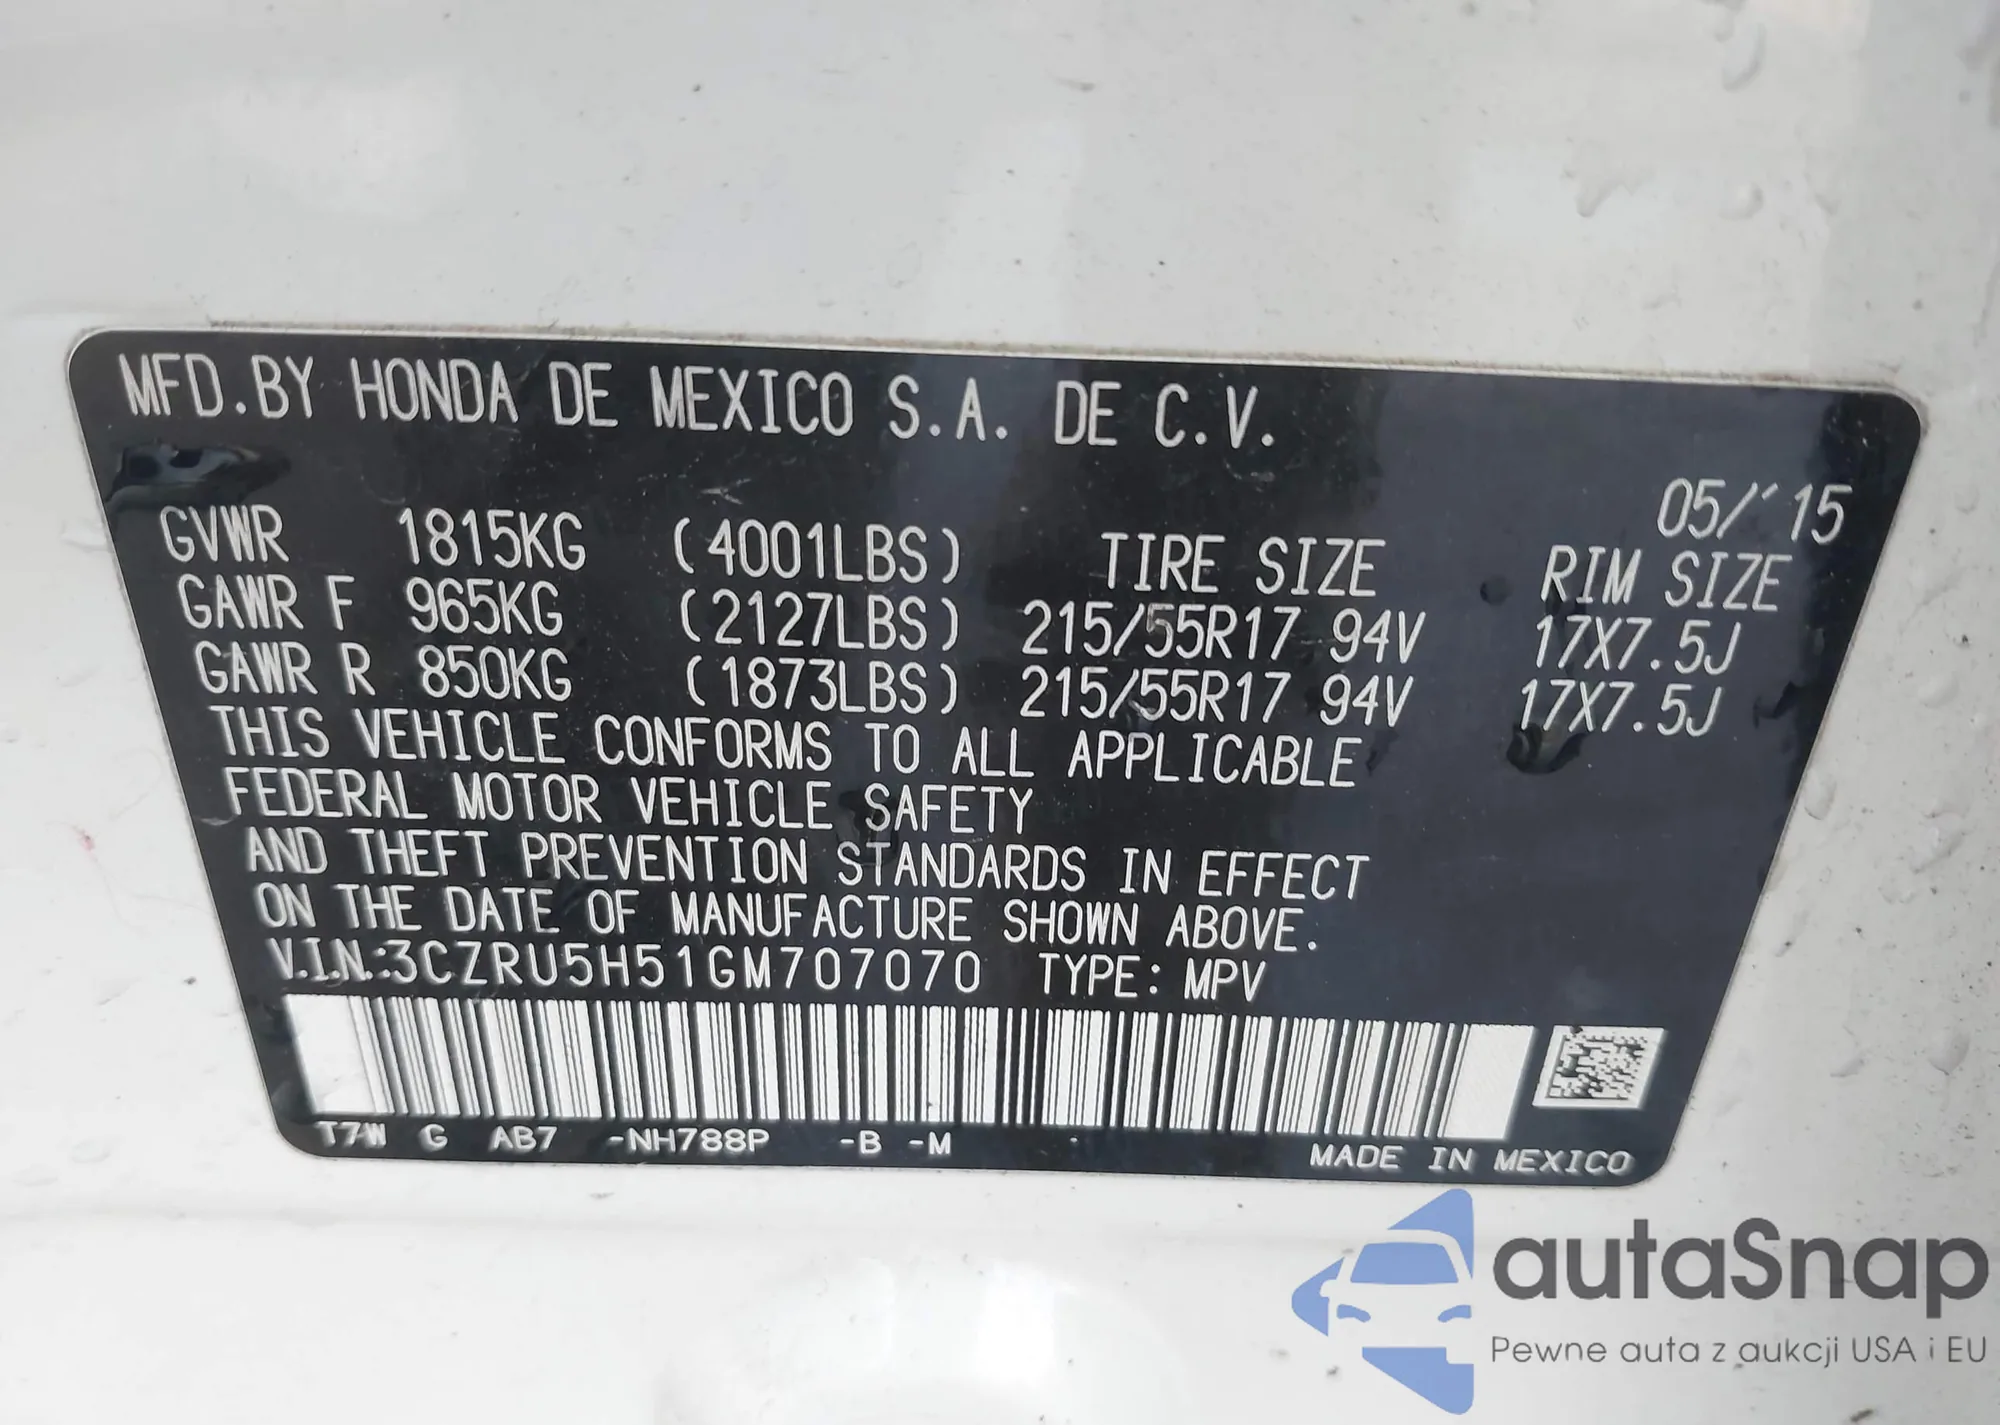 MFD.BY HONDA DE MEXICO S.A. DE C.V.
05/'15
GVWR 1815KG (4001LBS) TIRE SIZE RIM SIZE
GAWR F 965KG (2127LBS) 215/55R17 94V 17X7.5J
GAWR R 850KG (1873LBS) 215/55R17 94V 17X7.5J
THIS VEHICLE CONFORMS TO ALL APPLICABLE
FEDERAL MOTOR VEHICLE SAFETY
AND THEFT PREVENTION STANDARDS IN EFFECT
ON THE DATE OF MANUFACTURE SHOWN ABOVE.
V.I.N.:3CZRU5H51GM707070 TYPE: MPV
T7W G AB7 -NH788P -B -M
MADE IN MEXICO
autaSnap
Pewne auta z aukcji USA i EU